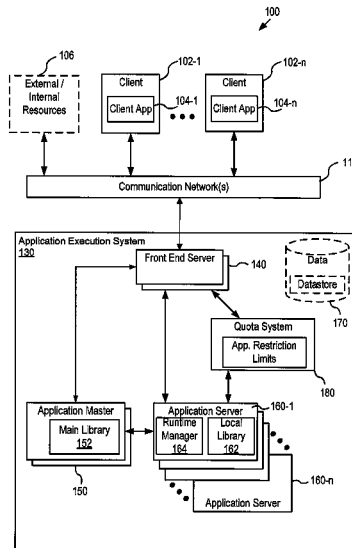 100
106
External /
Internal
Resources
102-1
Client
Client App
104-1
102-n
Client
Client App
104-n
Communication Network(s)
Application Execution System
130
Front End Server
140
Data
Datastore
170
Quota System
App. Restriction
Limits
180
Application Master
Main Library
152
150
Application Server
160-1
Runtime
Manager
164
Local
Library
162
Application Server
160-n